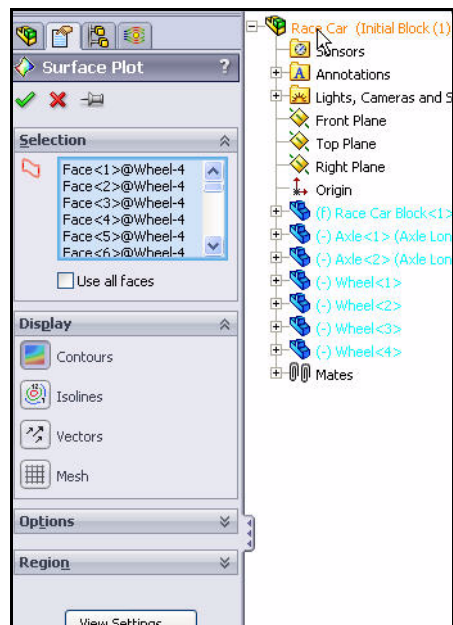 Surface Plot ?
Selection
Face<1>@Wheel-4
Face<2>@Wheel-4
Face<3>@Wheel-4
Face<4>@Wheel-4
Face<5>@Wheel-4
Face<6>@Wheel-4
Use all faces
Display
Contours
Isolines
Vectors
Mesh
Options
Region
View Settings...
Race Car (Initial Block (1)
Sensors
A Annotations
Lights, Cameras and S
Front Plane
Top Plane
Right Plane
Origin
(f) Race Car Block<1>
(-) Axle<1> (Axle Lon
(-) Axle<2> (Axle Lon
(-) Wheel<1>
(-) Wheel<2>
(-) Wheel<3>
(-) Wheel<4>
Mates